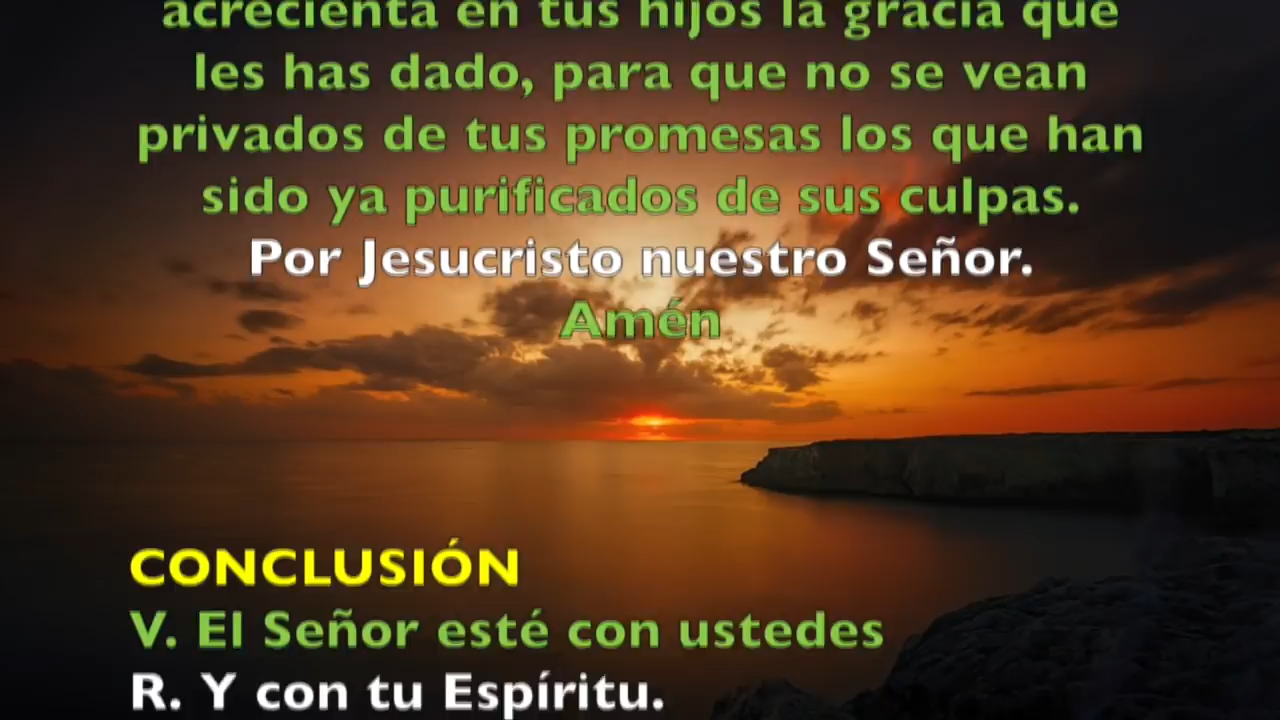 acrecienta en tus hijos la gracia que
les has dado, para que no se vean
privados de tus promesas los que han
sido ya purificados de sus culpas.
Por Jesucristo nuestro Señor.
Amén
CONCLUSIÓN
V. El Señor esté con ustedes
R. Y con tu Espíritu.